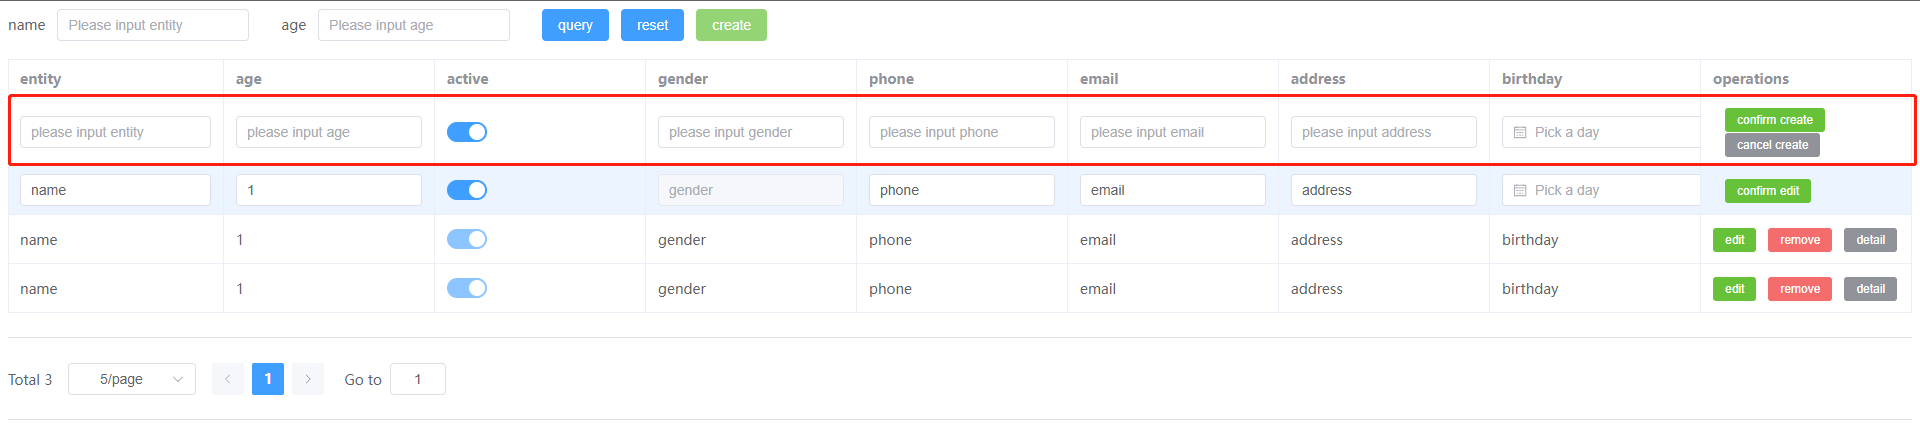 name Please input entity age Please input age query reset create
entity age active gender phone email address birthday operations
please input entity please input age please input gender please input phone please input email please input address Pick a day confirm create
cancel create
name 1 gender phone email address Pick a day confirm edit
name 1 gender phone email address birthday edit remove detail
name 1 gender phone email address birthday edit remove detail
Total 3 5/page 1 Go to 1